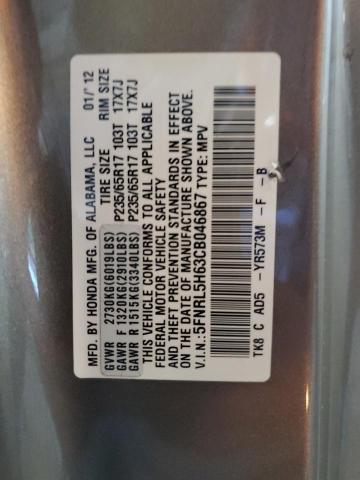 MFD. BY HONDA MFG. OF ALABAMA, LLC 01/'12
TIRE SIZE RIM SIZE
GVWR 2730KG(6019LBS)
GAWR F 1320KG(2910LBS) P235/65R17 103T 17X7J
GAWR R 1515KG(3340LBS) P235/65R17 103T 17X7J
THIS VEHICLE CONFORMS TO ALL APPLICABLE
FEDERAL MOTOR VEHICLE SAFETY
AND THEFT PREVENTION STANDARDS IN EFFECT
ON THE DATE OF MANUFACTURE SHOWN ABOVE.
V.I.N.:5FNRL5H63CB046867 TYPE: MPV
TK8 C AD5 -YR573M -F -B